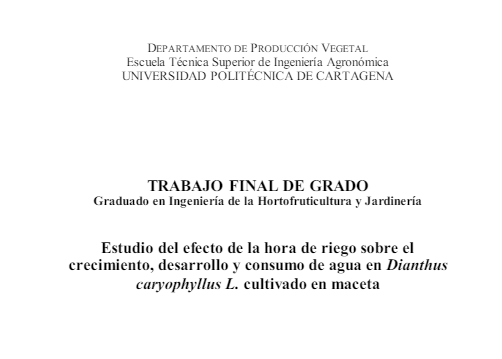 DEPARTAMENTO DE PRODUCCIÓN VEGETAL
Escuela Técnica Superior de Ingeniería Agronómica
UNIVERSIDAD POLITÉCNICA DE CARTAGENA
TRABAJO FINAL DE GRADO
Graduado en Ingeniería de la Hortofruticultura y Jardinería
Estudio del efecto de la hora de riego sobre el
crecimiento, desarrollo y consumo de agua en Dianthus
caryophyllus L. cultivado en maceta